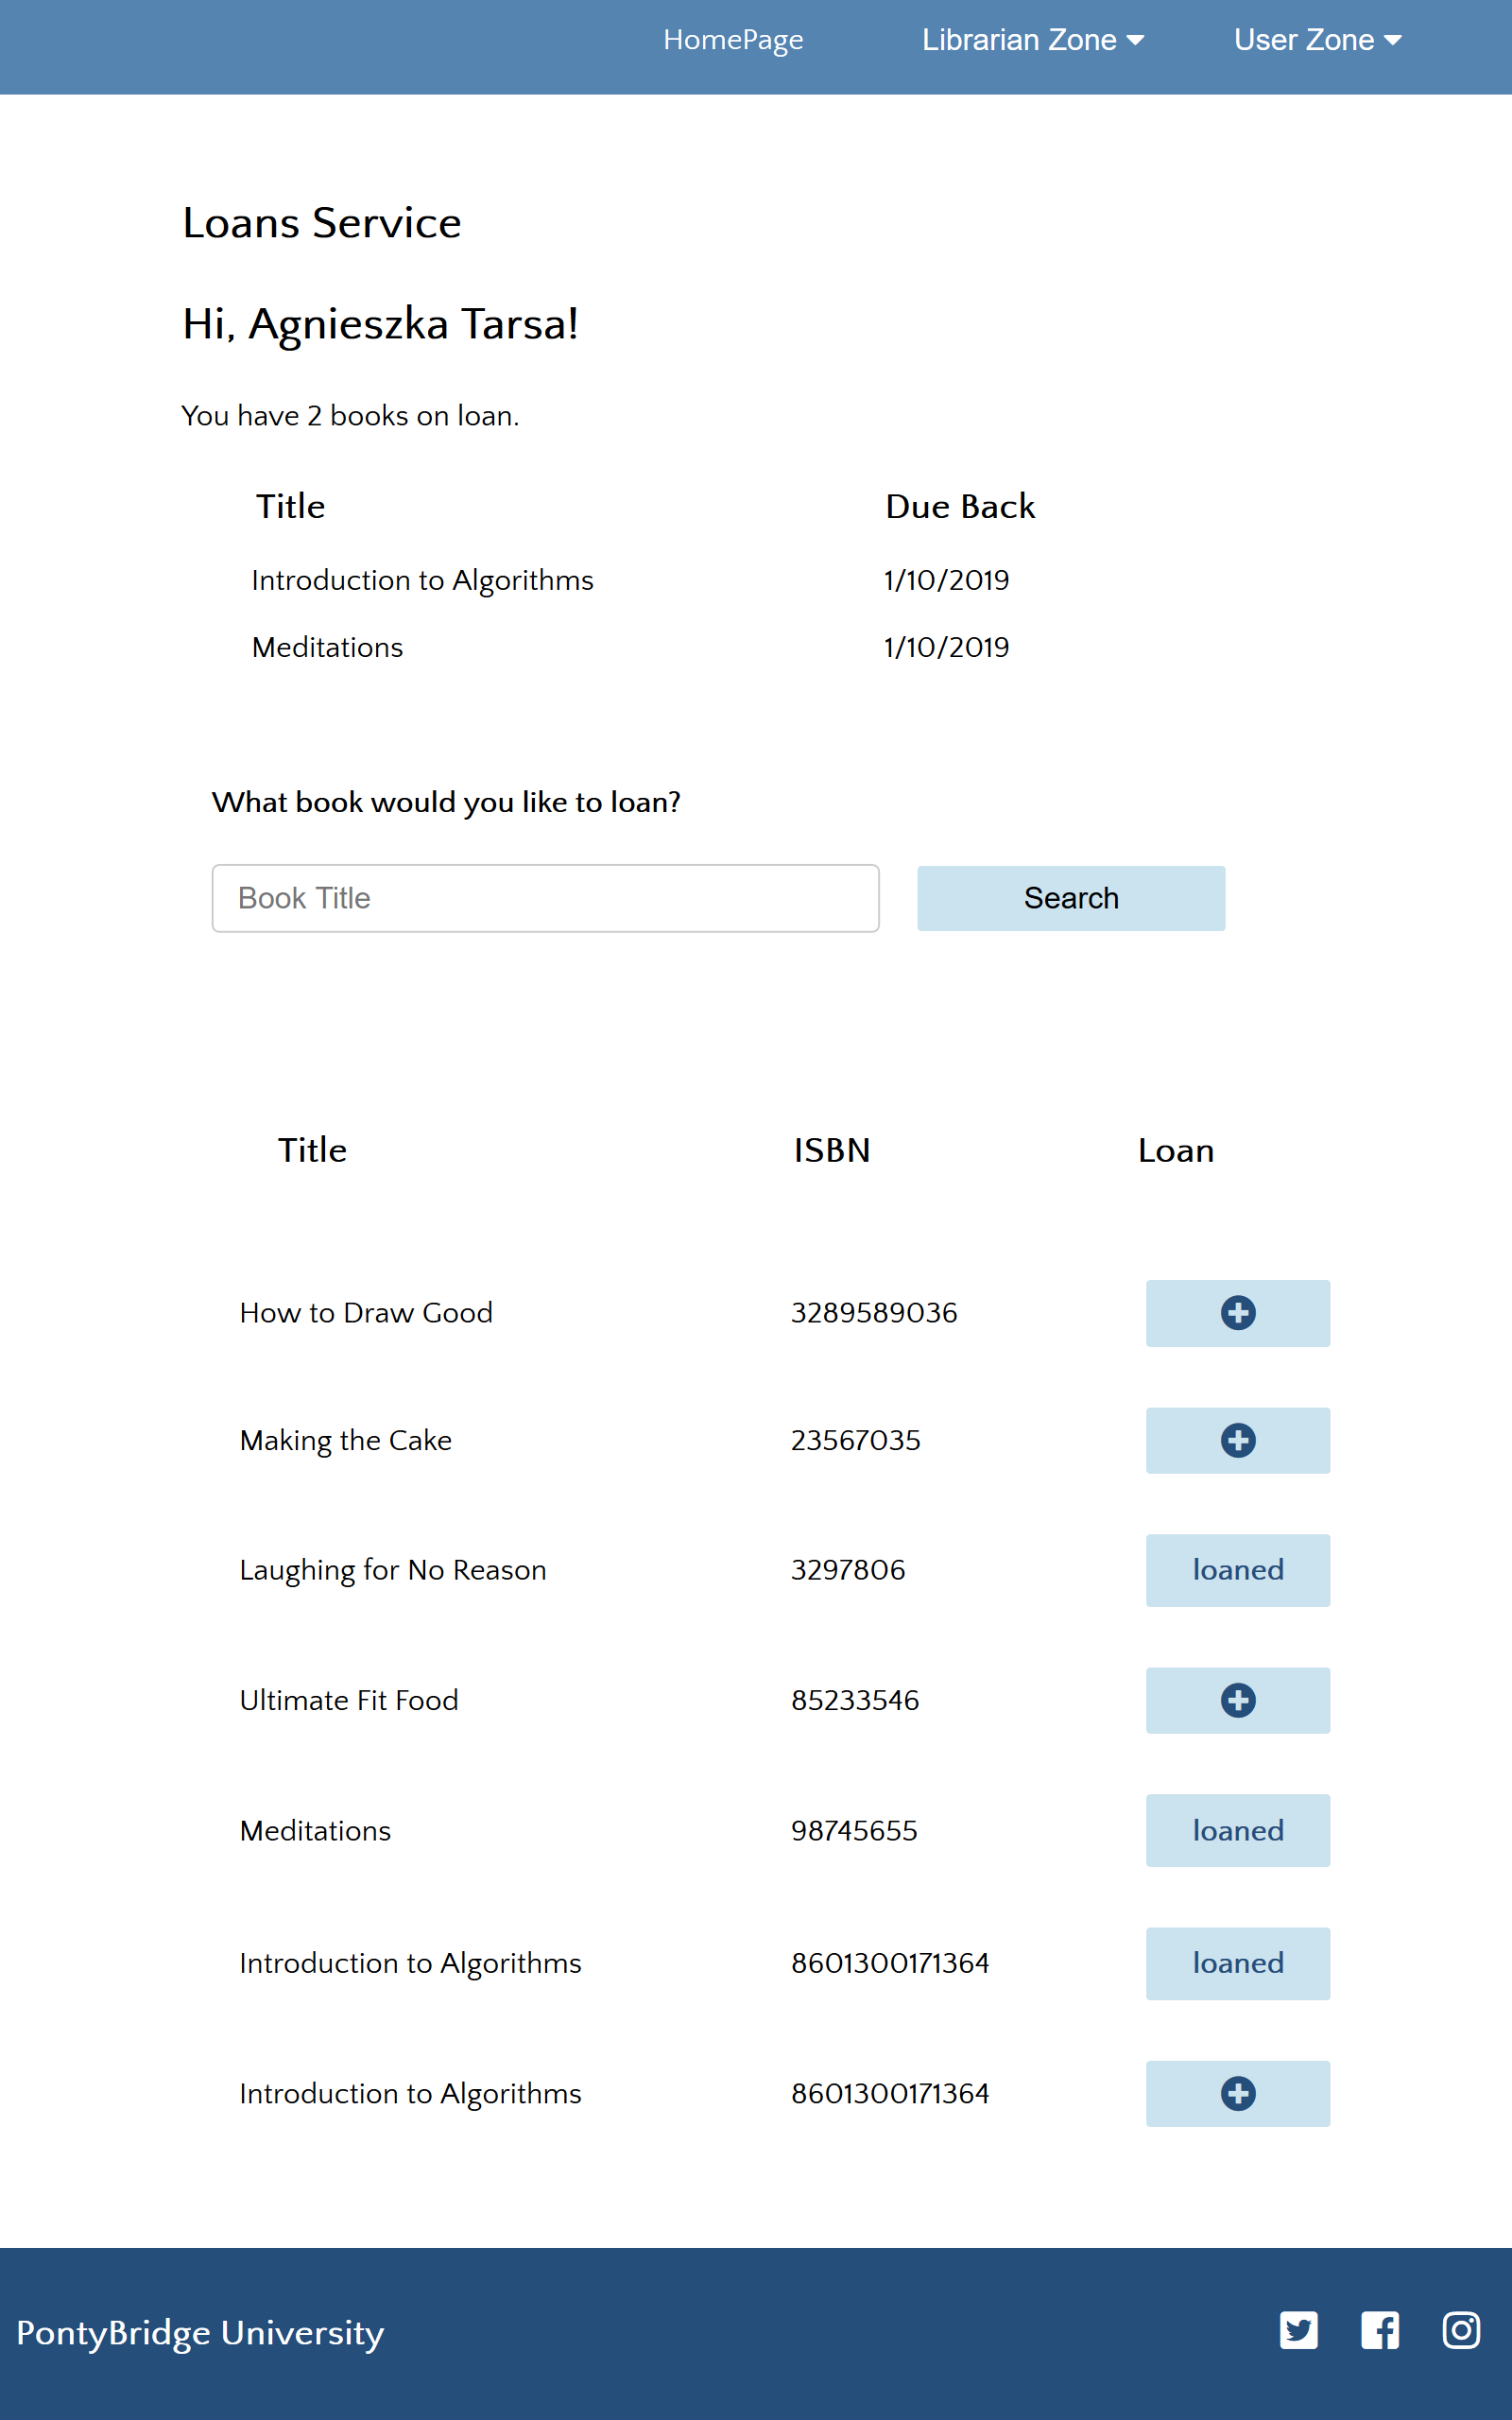 HomePage Librarian Zone User Zone
Loans Service
Hi, Agnieszka Tarsa!
You have 2 books on loan.
Title Due Back
Introduction to Algorithms 1/10/2019
Meditations 1/10/2019
What book would you like to loan?
Book Title Search
Title ISBN Loan
How to Draw Good 3289589036
Making the Cake 23567035
Laughing for No Reason 3297806 loaned
Ultimate Fit Food 85233546
Meditations 98745655 loaned
Introduction to Algorithms 8601300171364 loaned
Introduction to Algorithms 8601300171364
PontyBridge University